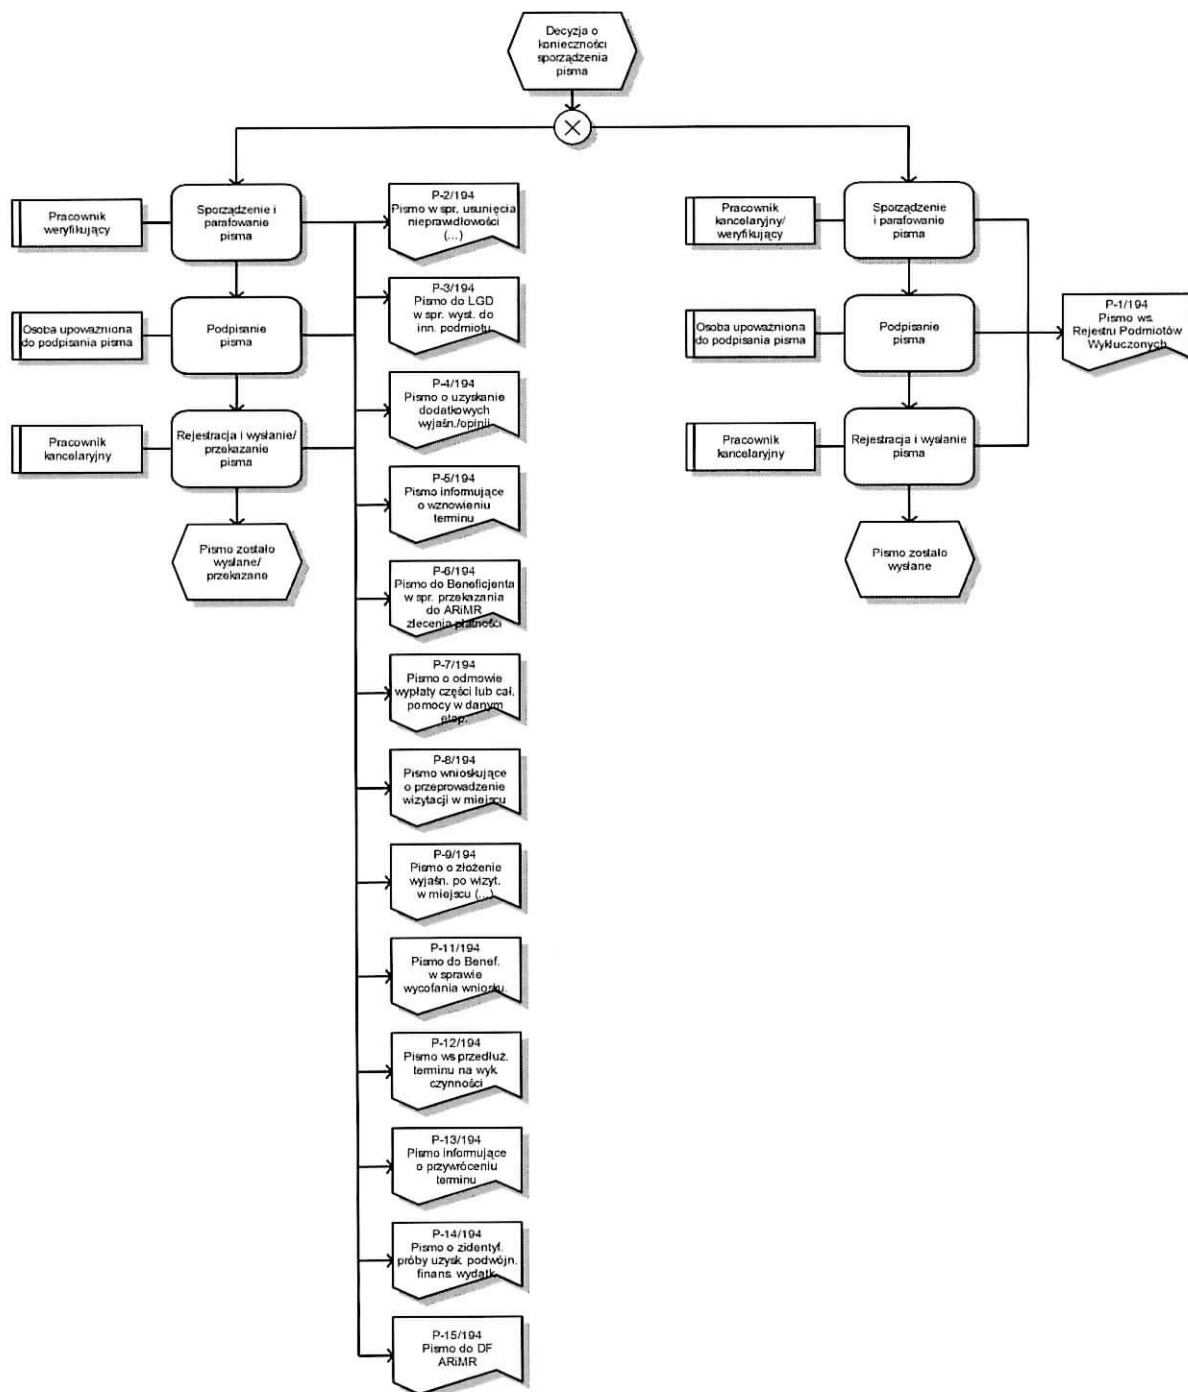 Decyzja o
konieczności
sporządzenia
pisma
Pracownik
weryfikujący
Sporządzenie i
parafowanie
pisma
Osoba upoważniona
do podpisania pisma
Podpisanie
pisma
Pracownik
kancelaryjny
Rejestracja i wysłanie/
przekazanie
pisma
Pismo zostało
wysłane/
przekazane
P-2/194
Pismo w spr. usunięcia
nieprawidłowości
(...)
P-3/194
Pismo do LGD
w spr. wyst. do
inn. podmiotu
P-4/194
Pismo o uzyskanie
dodatkowych
wyjaśn./opinii
P-5/194
Pismo informujące
o wznowieniu
terminu
P-6/194
Pismo do Beneficjenta
w spr. przekazania
do ARiMR
zlecenia płatności
P-7/194
Pismo o odmowie
wypłaty części lub cał.
pomocy w danym
etap.
P-8/194
Pismo wnioskujące
o przeprowadzenie
wizytacji w miejscu
P-9/194
Pismo o złożenie
wyjaśn. po wizyt.
w miejscu (...)
P-11/194
Pismo do Benef.
w sprawie
wycofania wniosku.
P-12/194
Pismo ws przedłuż.
terminu na wyk.
czynności
P-13/194
Pismo informujące
o przywróceniu
terminu
P-14/194
Pismo o zidentyf.
próby uzysk. podwójn.
finans. wydatk.
P-15/194
Pismo do DF
ARiMR
Pracownik
kancelaryjny/
weryfikujący
Sporządzenie
i parafowanie
pisma
Osoba upoważniona
do podpisania pisma
Podpisanie
pisma
Pracownik
kancelaryjny
Rejestracja i wysłanie
pisma
Pismo zostało
wysłane
P-1/194
Pismo ws.
Rejestru Podmiotów
Wykluczonych